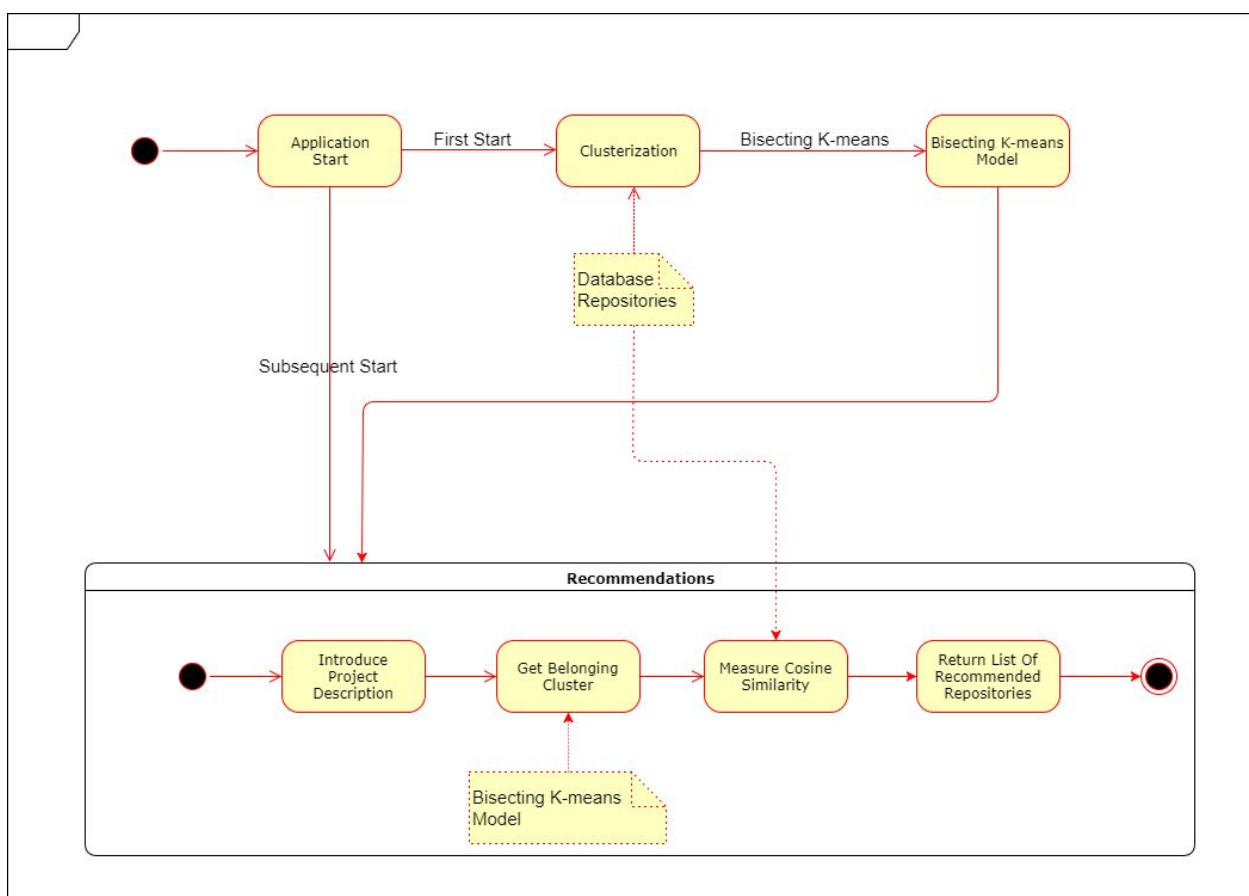 Application
Start
First Start
Clusterization
Bisecting K-means
Bisecting K-means
Model
Database
Repositories
Subsequent Start
Recommendations
Introduce
Project
Description
Get Belonging
Cluster
Measure Cosine
Similarity
Return List Of
Recommended
Repositories
Bisecting K-means
Model